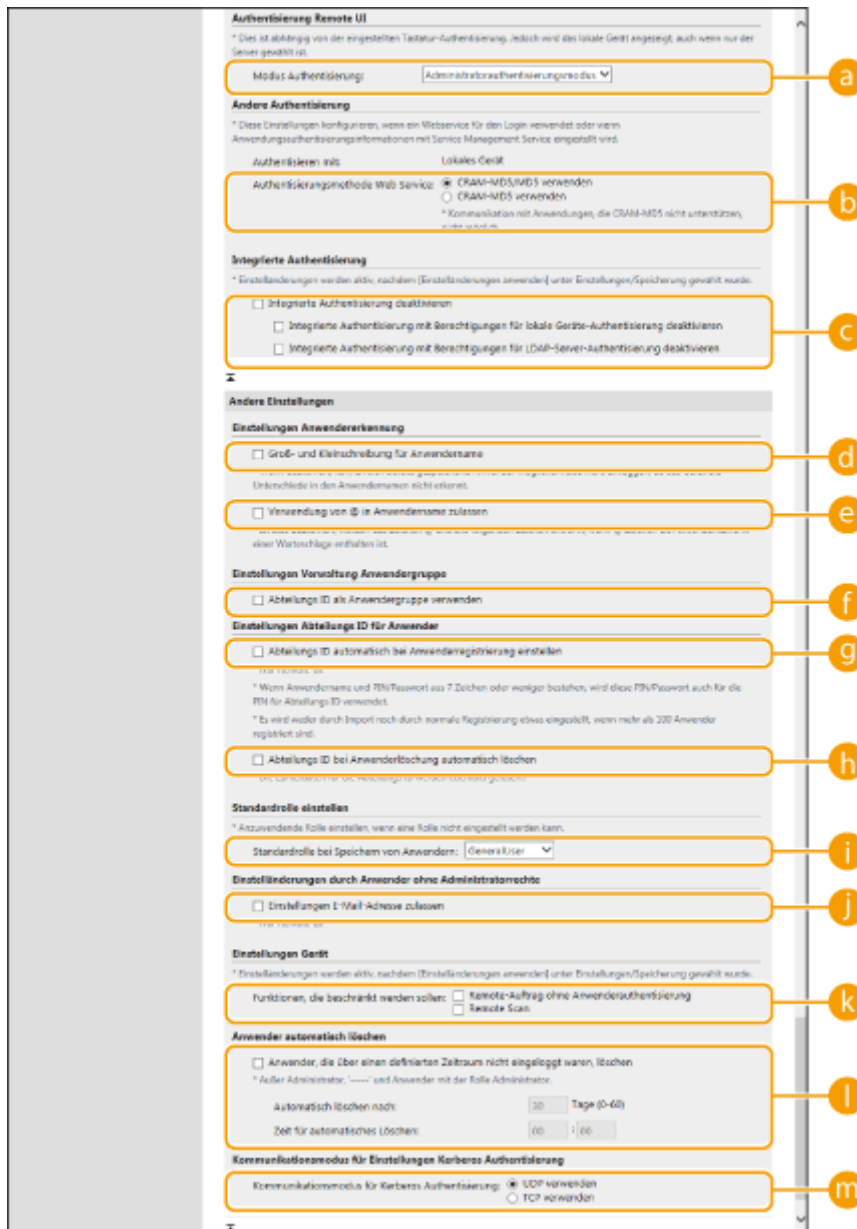 Authentisierung Remote UI
* Dies ist abhängig von der eingestellten Tastatur-Authentisierung. Jedoch wird das lokale Gerät angezeigt, auch wenn nur der
Server gewählt ist.
Modus Authentisierung: Administratorauthentisierungsmodus
a
Andere Authentisierung
* Diese Einstellungen konfigurieren, wenn ein Webservice für den Login verwendet oder wenn
Anwendungsauthentisierungsinformationen mit Service Management Service eingestellt wird.
Authentisieren mit: Lokales Gerät
Authentisierungsmethode Web Service: CRAM-MD5/MD5 verwenden
CRAM-MD5 verwenden
b
* Kommunikation mit Anwendungen, die CRAM-MD5 nicht unterstützen,
Integrierte Authentisierung
* Einstelländerungen werden aktiv, nachdem [Einstelländerungen anwenden] unter Einstellungen/Speicherung gewählt wurde.
Integrierte Authentisierung deaktivieren
Integrierte Authentisierung mit Berechtigungen für lokale Geräte-Authentisierung deaktivieren
c
Integrierte Authentisierung mit Berechtigungen für LDAP-Server-Authentisierung deaktivieren
Andere Einstellungen
Einstellungen Anwendererkennung
Groß- und Kleinschreibung für Anwendername
d
Unterschiede in den Anwendernamen nicht erkennt.
Verwendung von @ in Anwendername zulassen
e
einer Warteschlage enthalten ist.
Einstellungen Verwaltung Anwendergruppe
Abteilungs ID als Anwendergruppe verwenden
f
Einstellungen Abteilungs ID für Anwender
Abteilungs ID automatisch bei Anwenderregistrierung einstellen
g
* Wenn Anwendername und PIN/Passwort aus 7 Zeichen oder weniger bestehen, wird diese PIN/Passwort auch für die
PIN für Abteilungs ID verwendet.
* Es wird weder durch Import noch durch normale Registrierung etwas eingestellt, wenn mehr als 300 Anwender
registriert sind.
Abteilungs ID bei Anwenderlöschung automatisch löschen
h
Standardrolle einstellen
* Anzuwendende Rolle einstellen, wenn eine Rolle nicht eingestellt werden kann.
Standardrolle bei Speichern von Anwendern: GeneralUser
i
Einstelländerungen durch Anwender ohne Administratorrechte
Einstellungen E-Mail-Adresse zulassen
j
Einstellungen Gerät
* Einstelländerungen werden aktiv, nachdem [Einstelländerungen anwenden] unter Einstellungen/Speicherung gewählt wurde.
Funktionen, die beschränkt werden sollen: Remote-Auftrag ohne Anwenderauthentisierung
Remote Scan
k
Anwender automatisch löschen
Anwender, die über einen definierten Zeitraum nicht eingeloggt waren, löschen
* Außer Administrator, '-----' und Anwender mit der Rolle Administrator.
l
Automatisch löschen nach: 30 Tage (0-60)
Zeit für automatisches Löschen: 00 : 00
Kommunikationsmodus für Einstellungen Kerberos Authentisierung
Kommunikationsmodus für Kerberos Authentisierung: UDP verwenden
TCP verwenden
m